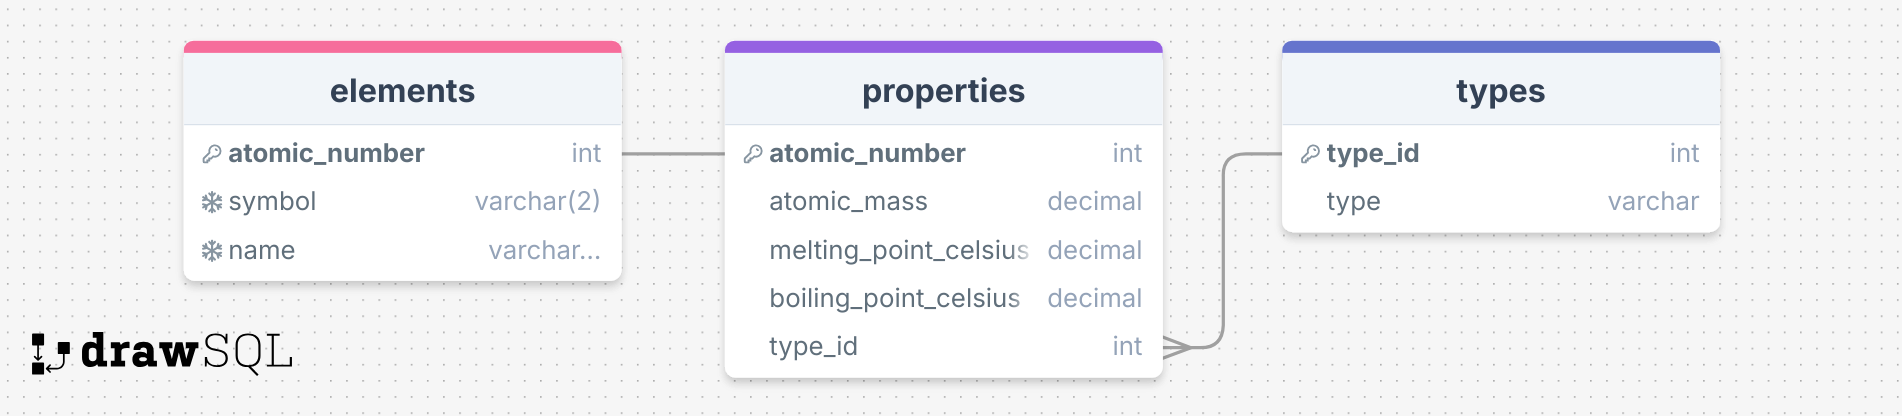 elements
atomic_number int
symbol varchar(2)
name varchar...
properties
atomic_number int
atomic_mass decimal
melting_point_celsius decimal
boiling_point_celsius decimal
type_id int
types
type_id int
type varchar
drawSQL